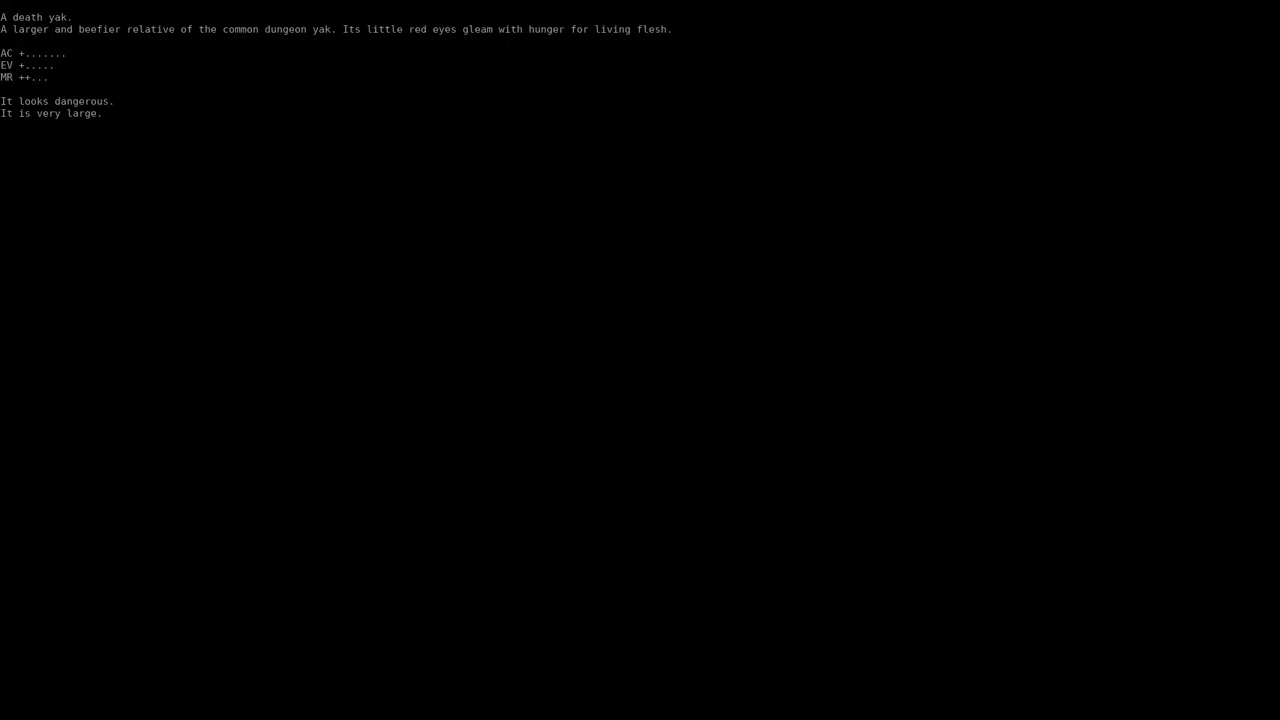 A death yak.
A larger and beefier relative of the common dungeon yak. Its little red eyes gleam with hunger for living flesh.
AC +.......
EV +.....
MR ++...
It looks dangerous.
It is very large.